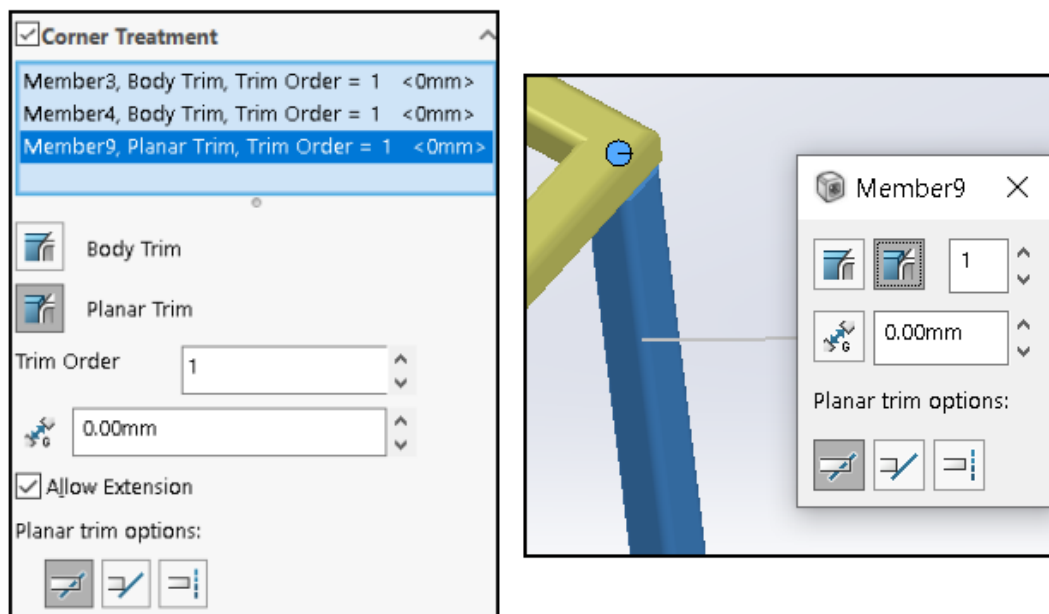 Corner Treatment
Member3, Body Trim, Trim Order = 1 <0mm>
Member4, Body Trim, Trim Order = 1 <0mm>
Member9, Planar Trim, Trim Order = 1 <0mm>
Body Trim
Planar Trim
Trim Order 1
G 0.00mm
Allow Extension
Planar trim options:
Member9
1
G 0.00mm
Planar trim options: